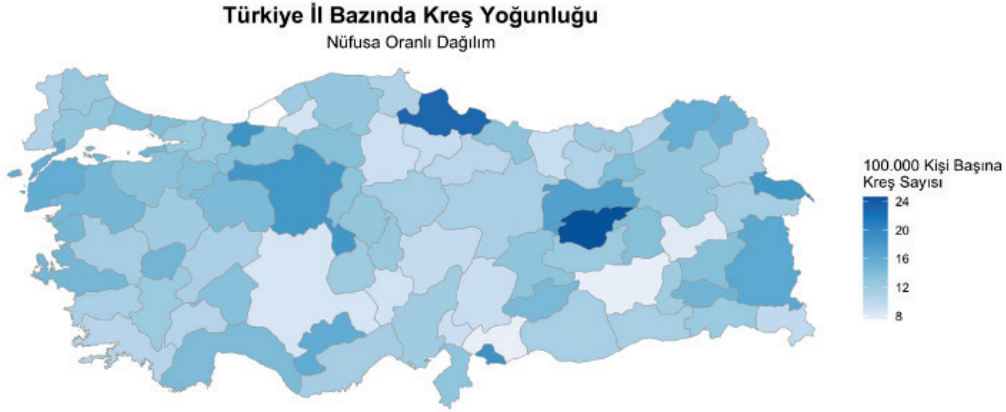 Türkiye İl Bazında Kreş Yoğunluğu
Nüfusa Oranlı Dağılım
100.000 Kişi Başına
Kreş Sayısı
24
20
16
12
8